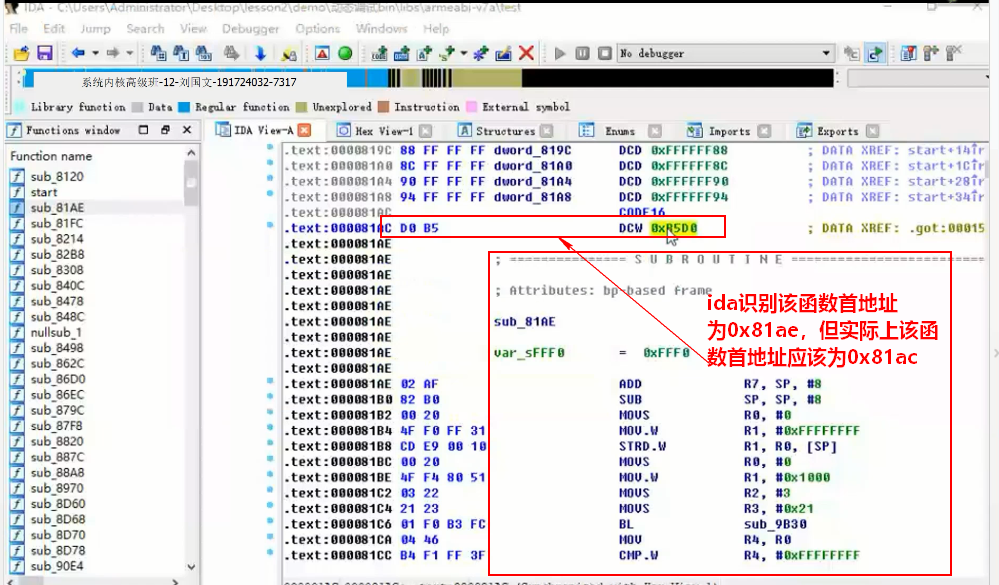 IDA - C:\Users\Administrator\Desktop\lesson2\demo\动态调试bin\libs\armeabi-v7a\test
File Edit Jump Search View Debugger Options Windows Help
No debugger
系统内核高级班-12-刘国文-191724032-7317
Library function Data Regular function Unexplored Instruction External symbol
Functions window IDA View-A Hex View-1 Structures Enums Imports Exports
Function name
sub_8120
start
sub_81AE
sub_81FC
sub_8214
sub_82B8
sub_8308
sub_840C
sub_8478
sub_848C
nullsub_1
sub_8498
sub_862C
sub_86D0
sub_86EC
sub_879C
sub_87F8
sub_8820
sub_887C
sub_88A8
sub_8970
sub_8D60
sub_8D68
sub_8D70
sub_8D78
sub_90E4
.text:0000819C 88 FF FF FF dword_819C DCD 0xFFFFFF88 ; DATA XREF: start+14↑r
.text:000081A0 8C FF FF FF dword_81A0 DCD 0xFFFFFF8C ; DATA XREF: start+1C↑r
.text:000081A4 90 FF FF FF dword_81A4 DCD 0xFFFFFF90 ; DATA XREF: start+28↑r
.text:000081A8 94 FF FF FF dword_81A8 DCD 0xFFFFFF94 ; DATA XREF: start+34↑r
.text:000081AC CODE16
.text:000081AC D0 B5 DCW 0xB5D0 ; DATA XREF: .got:00015
.text:000081AE
.text:000081AE ; =============== S U B R O U T I N E =======================
.text:000081AE
.text:000081AE ; Attributes: bp-based frame
.text:000081AE
.text:000081AE sub_81AE
.text:000081AE
.text:000081AE var_sFFF0 = 0xFFF0
.text:000081AE
.text:000081AE 02 AF ADD R7, SP, #8
.text:000081B0 82 B0 SUB SP, SP, #8
.text:000081B2 00 20 MOVS R0, #0
.text:000081B4 4F F0 FF 31 MOV.W R1, #0xFFFFFFFF
.text:000081B8 CD E9 00 10 STRD.W R1, R0, [SP]
.text:000081BC 00 20 MOVS R0, #0
.text:000081BE 4F F4 80 51 MOV.W R1, #0x1000
.text:000081C2 03 22 MOVS R2, #3
.text:000081C4 21 23 MOVS R3, #0x21
.text:000081C6 01 F0 B3 FC BL sub_9B30
.text:000081CA 04 46 MOV R4, R0
.text:000081CC B4 F1 FF 3F CMP.W R4, #0xFFFFFFFF
ida识别该函数首地址
为0x81ae，但实际上该函
数首地址应该为0x81ac